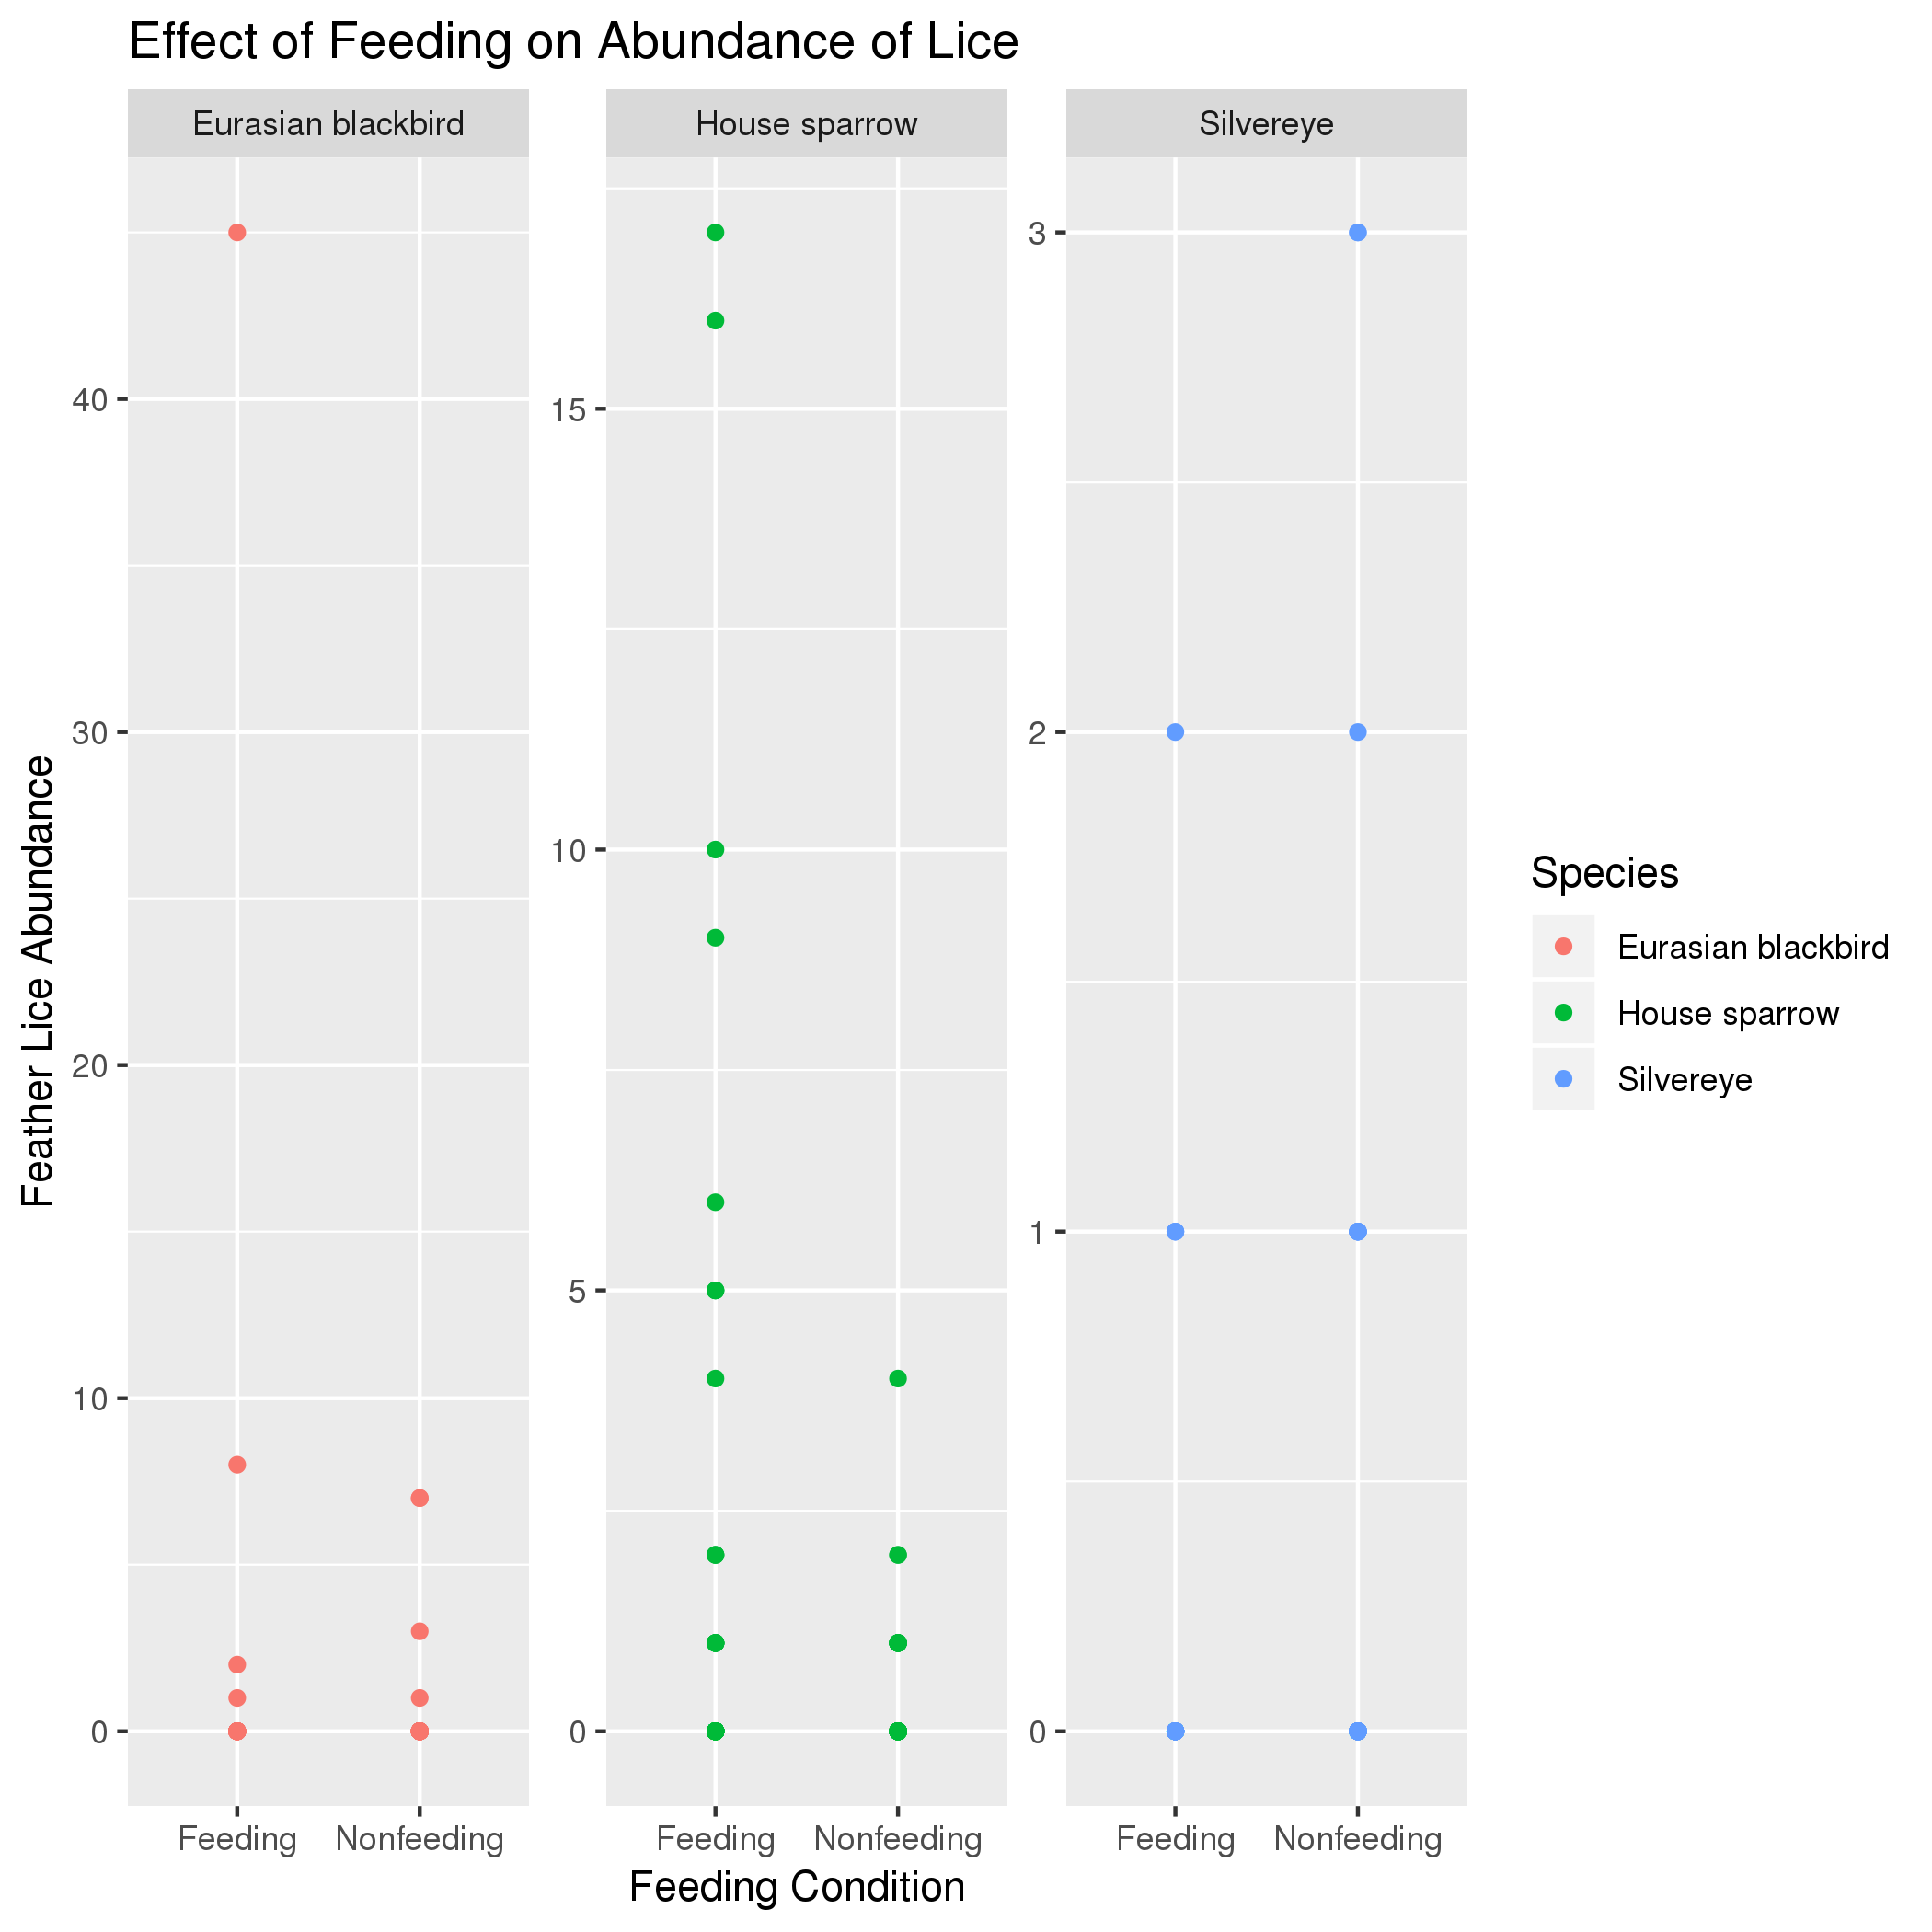 Effect of Feeding on Abundance of Lice
Eurasian blackbird
House sparrow
Silvereye
Feather Lice Abundance
40
30
20
10
0
15
10
5
0
3
2
1
0
Feeding
Nonfeeding
Feeding
Nonfeeding
Feeding
Nonfeeding
Feeding Condition
Species
Eurasian blackbird
House sparrow
Silvereye